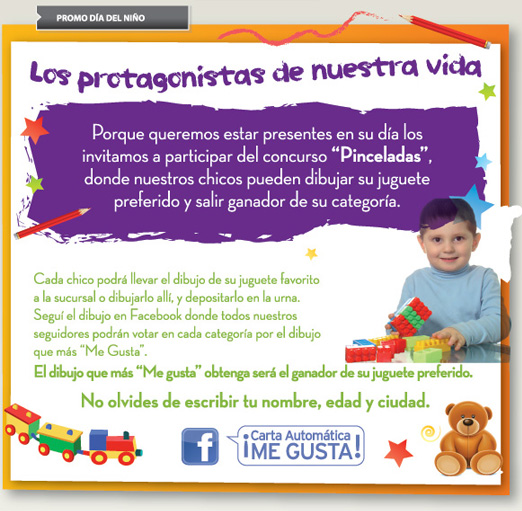 PROMO DÍA DEL NIÑO
Los protagonistas de nuestra vida
Porque queremos estar presentes en su día los
invitamos a participar del concurso “Pinceladas”,
donde nuestros chicos pueden dibujar su juguete
preferido y salir ganador de su categoría.
Cada chico podrá llevar el dibujo de su juguete favorito
a la sucursal o dibujarlo allí, y depositarlo en la urna.
Seguí el dibujo en Facebook donde todos nuestros
seguidores podrán votar en cada categoría por el dibujo
que más “Me Gusta”.
El dibujo que más “Me gusta” obtenga será el ganador de su juguete preferido.
No olvides de escribir tu nombre, edad y ciudad.
f
Carta Automática
¡ME GUSTA!